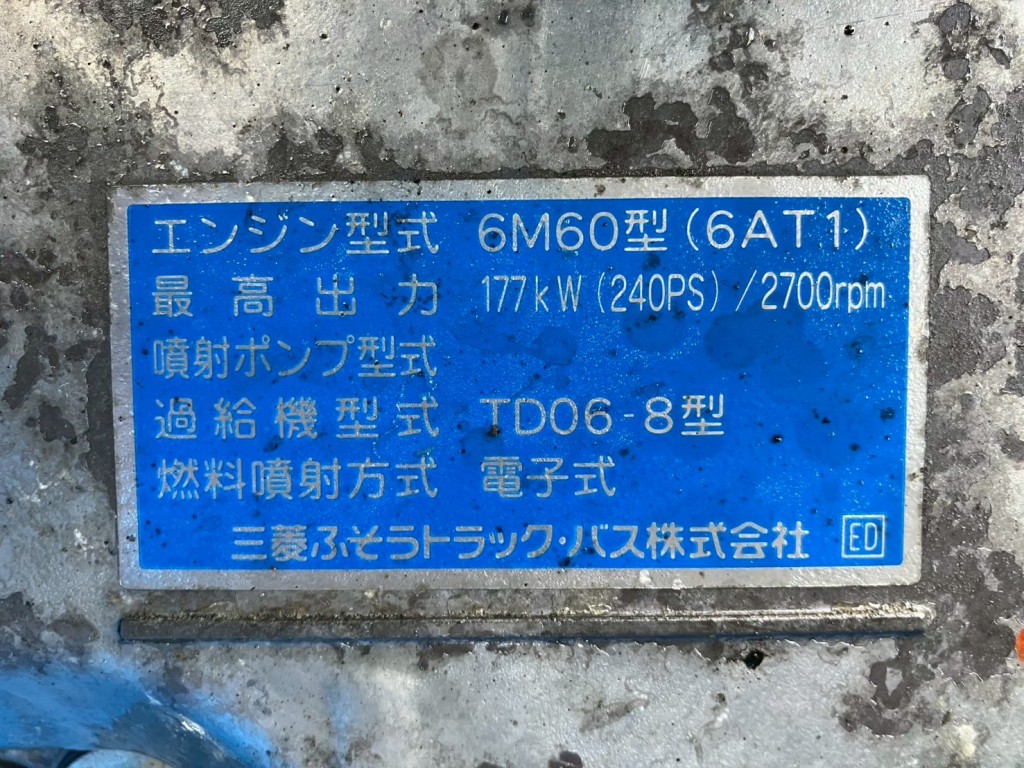 エンジン型式 6M60型(6AT1)
最高出力 177kW(240PS)/2700rpm
噴射ポンプ型式
過給機型式 TD06-8型
燃料噴射方式 電子式
三菱ふそうトラック・バス株式会社 ED